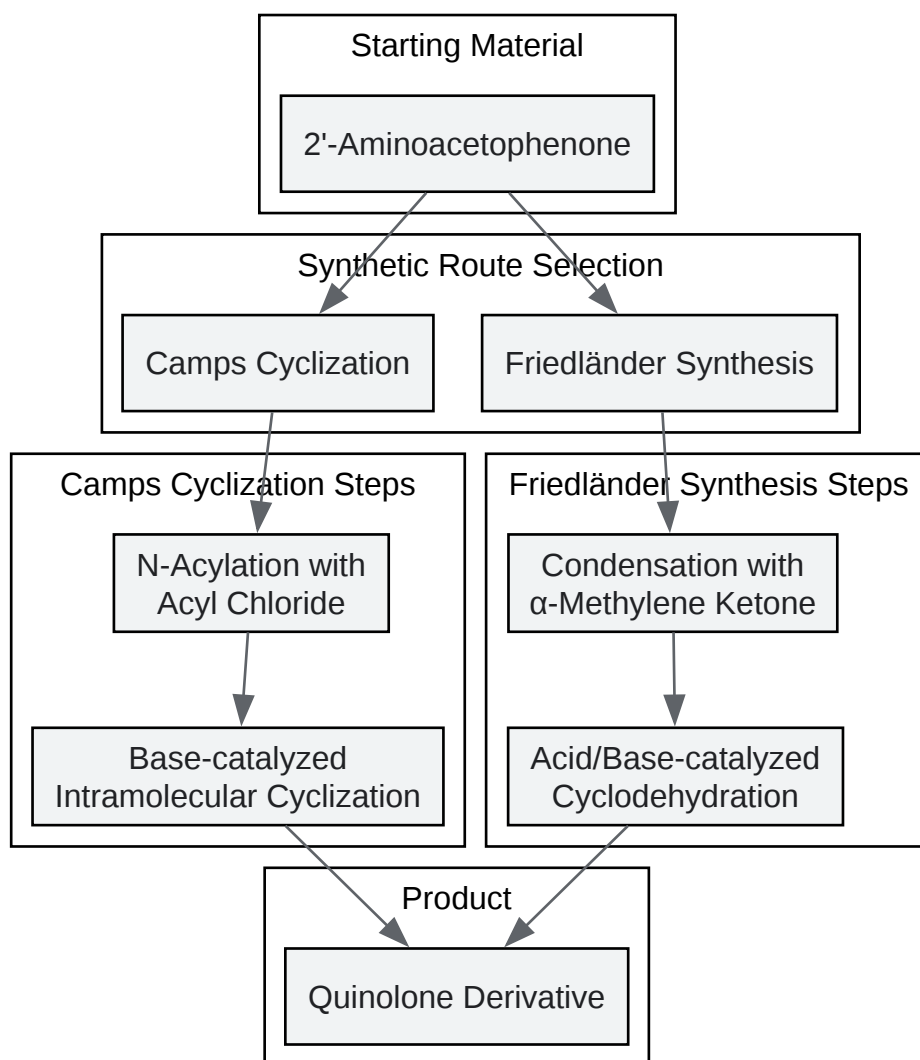 Starting Material
2'-Aminoacetophenone
Synthetic Route Selection
Camps Cyclization
Friedländer Synthesis
Camps Cyclization Steps
N-Acylation with
Acyl Chloride
Base-catalyzed
Intramolecular Cyclization
Friedländer Synthesis Steps
Condensation with
α-Methylene Ketone
Acid/Base-catalyzed
Cyclodehydration
Product
Quinolone Derivative